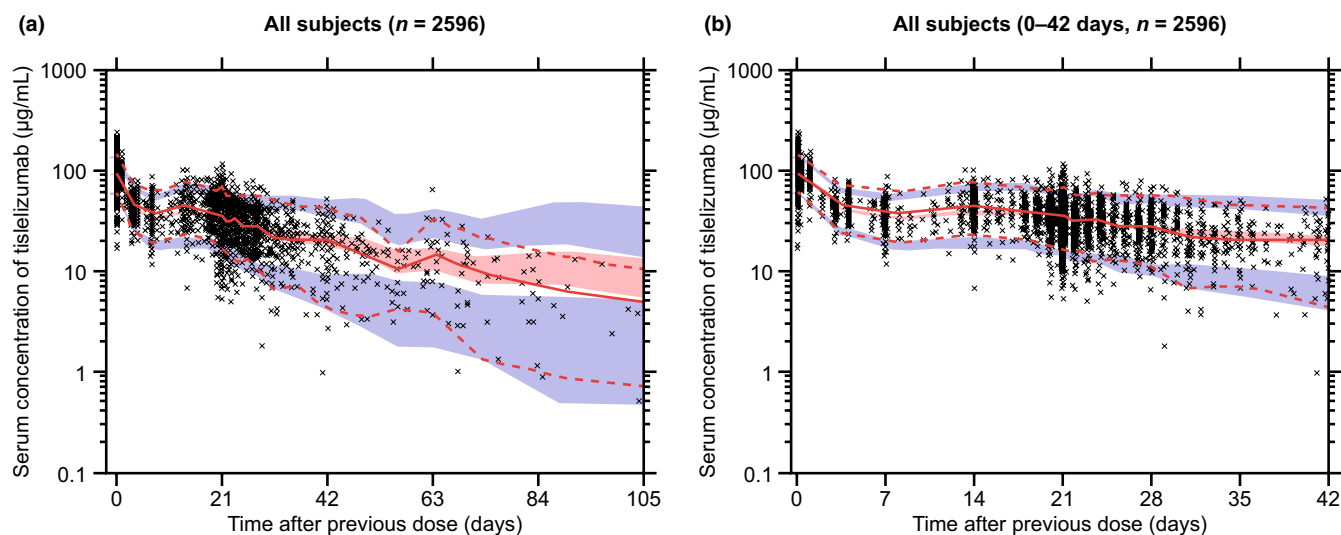 (a) All subjects (n = 2596)
Serum concentration of tislelizumab (µg/mL)
1000
100
10
1
0.1
0 21 42 63 84 105
Time after previous dose (days)
(b) All subjects (0–42 days, n = 2596)
Serum concentration of tislelizumab (µg/mL)
1000
100
10
1
0.1
0 7 14 21 28 35 42
Time after previous dose (days)